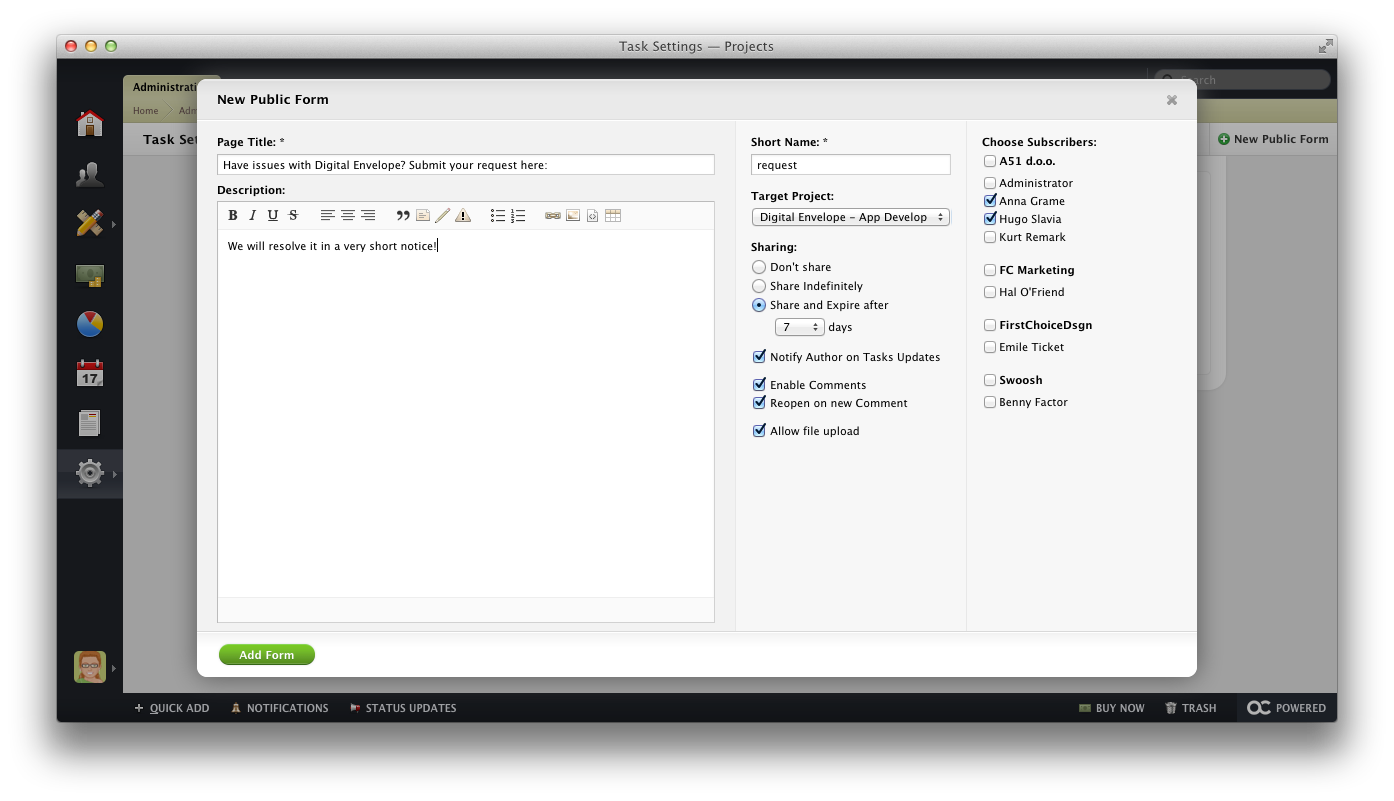 Task Settings — Projects
Search
Administrati
Home
Adm
Task Set
New Public Form
New Public Form
Page Title: *
Have issues with Digital Envelope? Submit your request here:
Description:
B I U S
We will resolve it in a very short notice!
Short Name: *
request
Target Project:
Digital Envelope – App Develop
Sharing:
Don't share
Share Indefinitely
Share and Expire after
7 days
Notify Author on Tasks Updates
Enable Comments
Reopen on new Comment
Allow file upload
Choose Subscribers:
A51 d.o.o.
Administrator
Anna Grame
Hugo Slavia
Kurt Remark
FC Marketing
Hal O'Friend
FirstChoiceDsgn
Emile Ticket
Swoosh
Benny Factor
17
Add Form
QUICK ADD
NOTIFICATIONS
STATUS UPDATES
BUY NOW
TRASH
POWERED